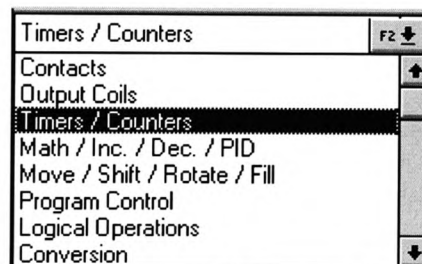 Timers / Counters F2
Contacts
Output Coils
Timers / Counters
Math / Inc. / Dec. / PID
Move / Shift / Rotate / Fill
Program Control
Logical Operations
Conversion